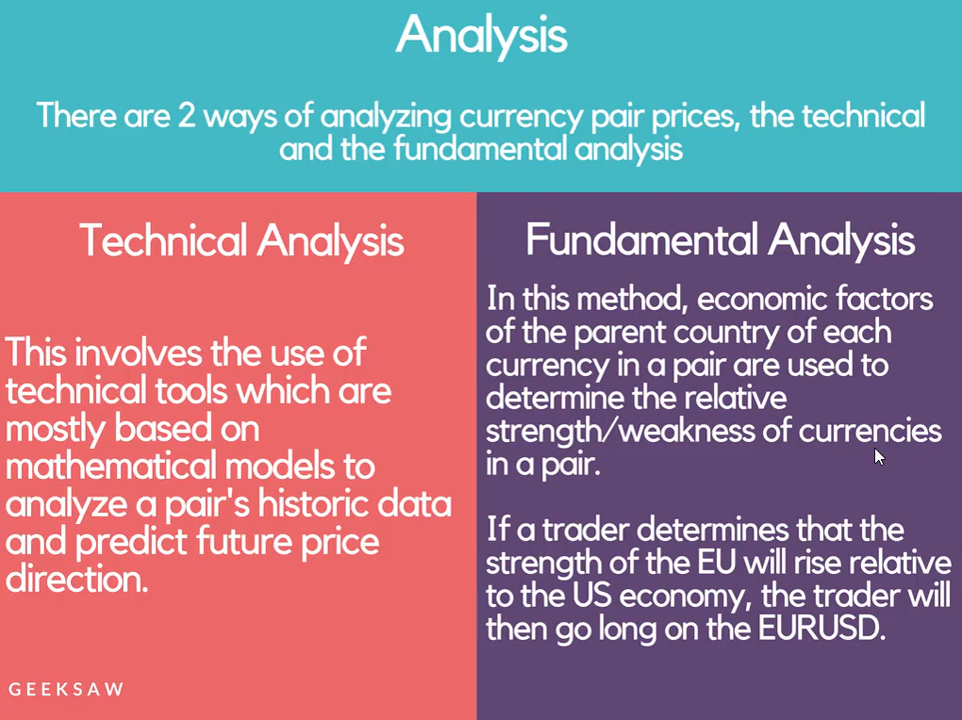 Analysis
There are 2 ways of analyzing currency pair prices, the technical
and the fundamental analysis
Technical Analysis
This involves the use of
technical tools which are
mostly based on
mathematical models to
analyze a pair's historic data
and predict future price
direction.
GEEKSAW
Fundamental Analysis
In this method, economic factors
of the parent country of each
currency in a pair are used to
determine the relative
strength/weakness of currencies
in a pair.
If a trader determines that the
strength of the EU will rise relative
to the US economy, the trader will
then go long on the EURUSD.